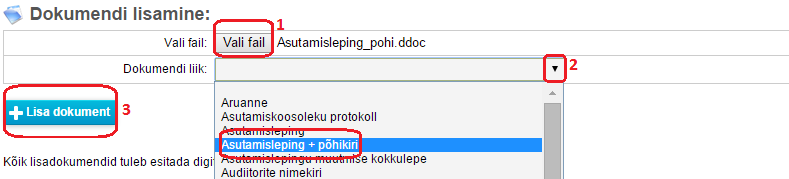 Dokumendi lisamine:
1
Vali fail: Vali fail Asutamisleping_pohi.ddoc
Dokumendi liik: 2
Aruanne
Asutamiskoosoleku protokoll
Asutamisleping
Asutamisleping + põhikiri
Asutamislepingu muutmise kokkulepe
Audiitorite nimekiri
+ Lisa dokument 3
Kõik lisadokumendid tuleb esitada digi